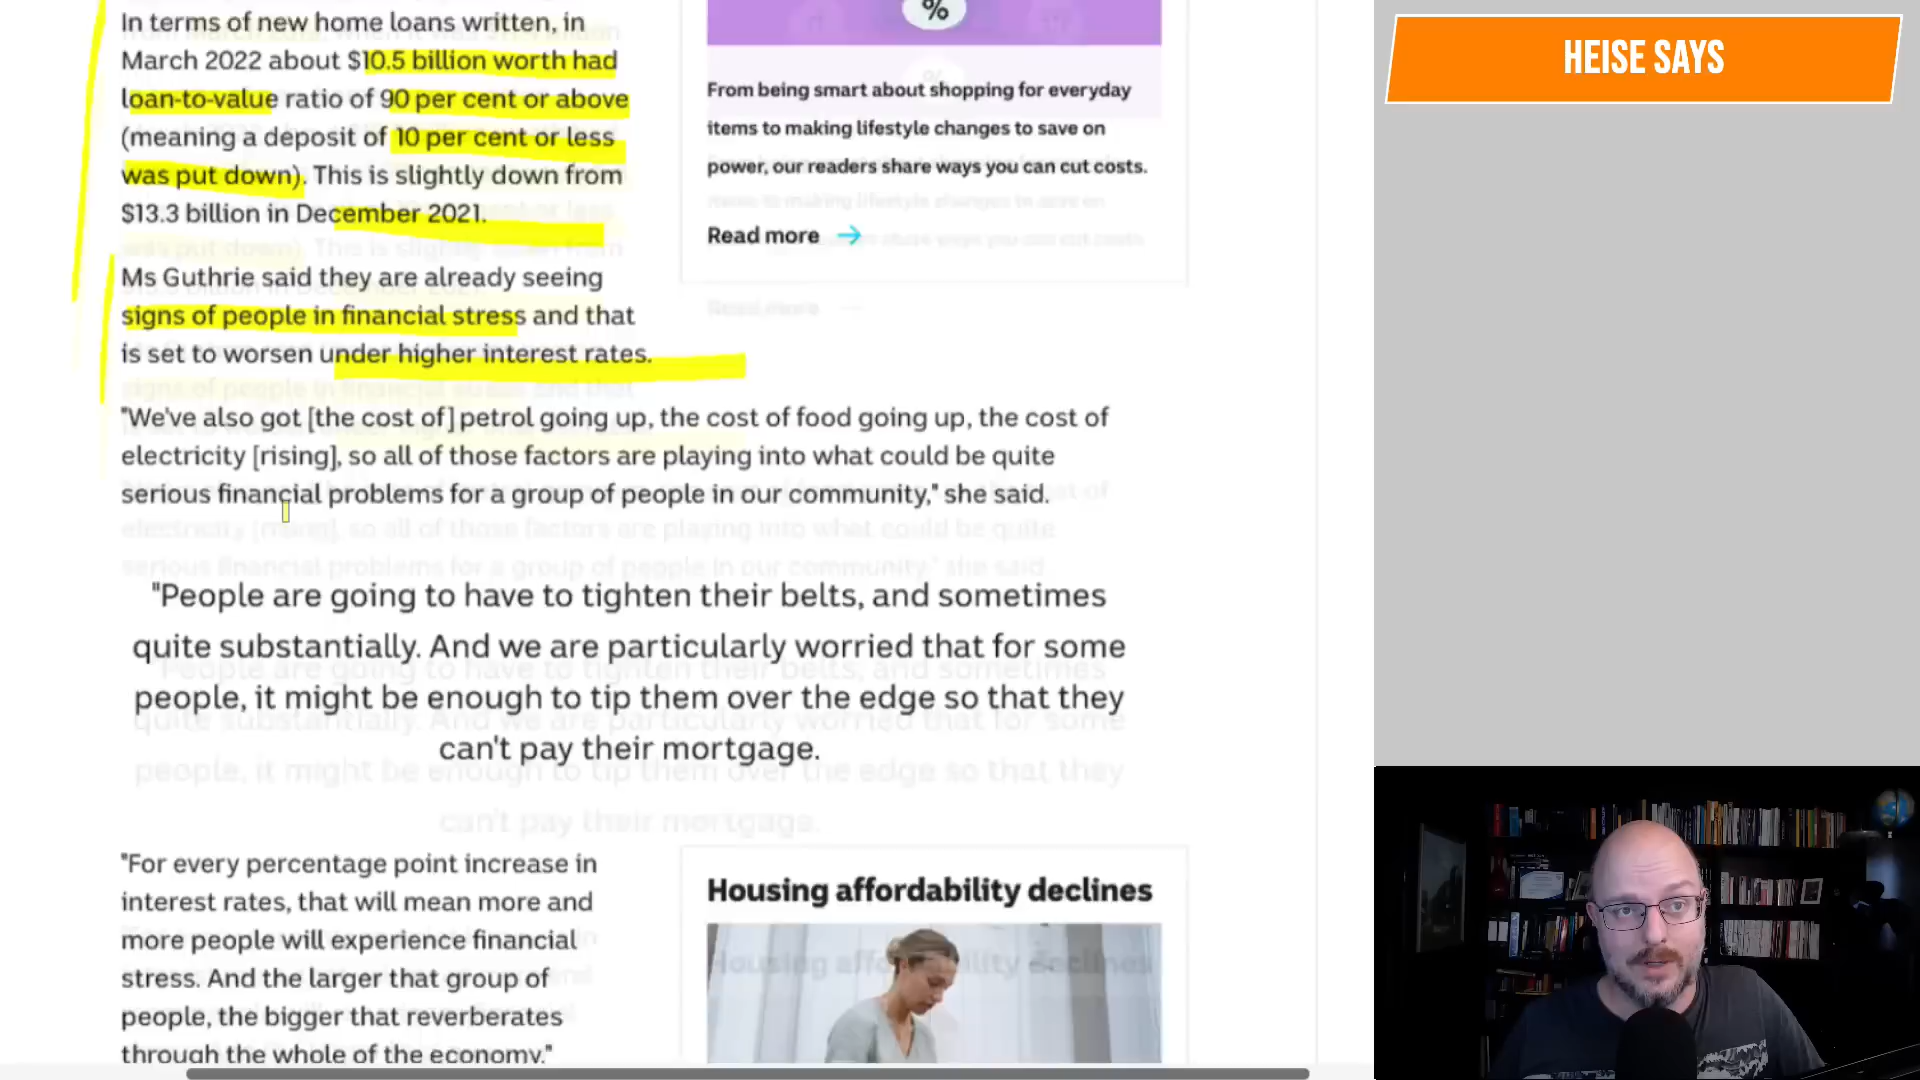 In terms of new home loans written, in
March 2022 about $10.5 billion worth had
loan-to-value ratio of 90 per cent or above
(meaning a deposit of 10 per cent or less
was put down). This is slightly down from
$13.3 billion in December 2021.
Ms Guthrie said they are already seeing
signs of people in financial stress and that
is set to worsen under higher interest rates.
"We've also got [the cost of] petrol going up, the cost of food going up, the cost of
electricity [rising], so all of those factors are playing into what could be quite
serious financial problems for a group of people in our community," she said.
"People are going to have to tighten their belts, and sometimes
quite substantially. And we are particularly worried that for some
people, it might be enough to tip them over the edge so that they
can't pay their mortgage.
"For every percentage point increase in
interest rates, that will mean more and
more people will experience financial
stress. And the larger that group of
people, the bigger that reverberates
through the whole of the economy."
%
From being smart about shopping for everyday
items to making lifestyle changes to save on
power, our readers share ways you can cut costs.
Read more →
Housing affordability declines
HEISE SAYS